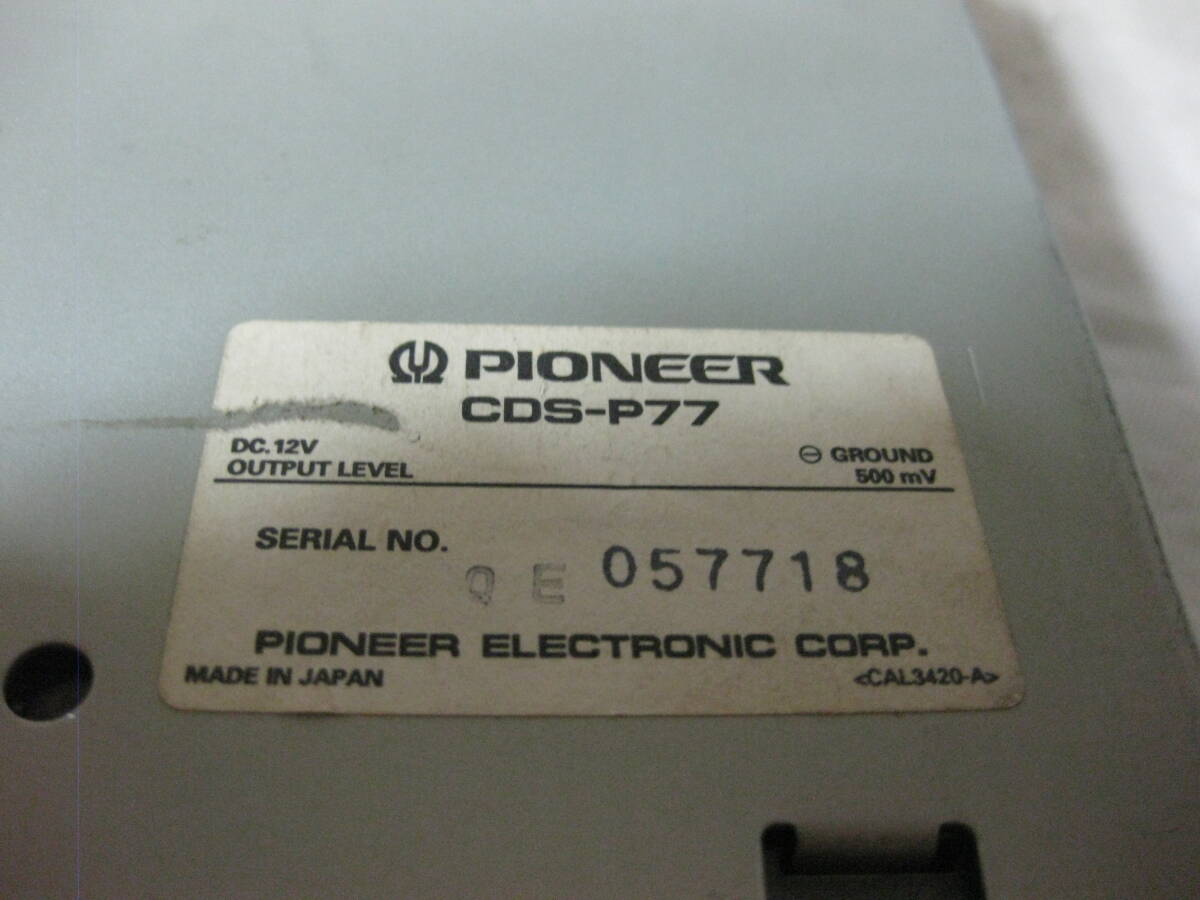 PIONEER
CDS-P77
DC.12V ⊖ GROUND
OUTPUT LEVEL 500 mV
SERIAL NO. QE 057718
PIONEER ELECTRONIC CORP.
MADE IN JAPAN <CAL3420-A>